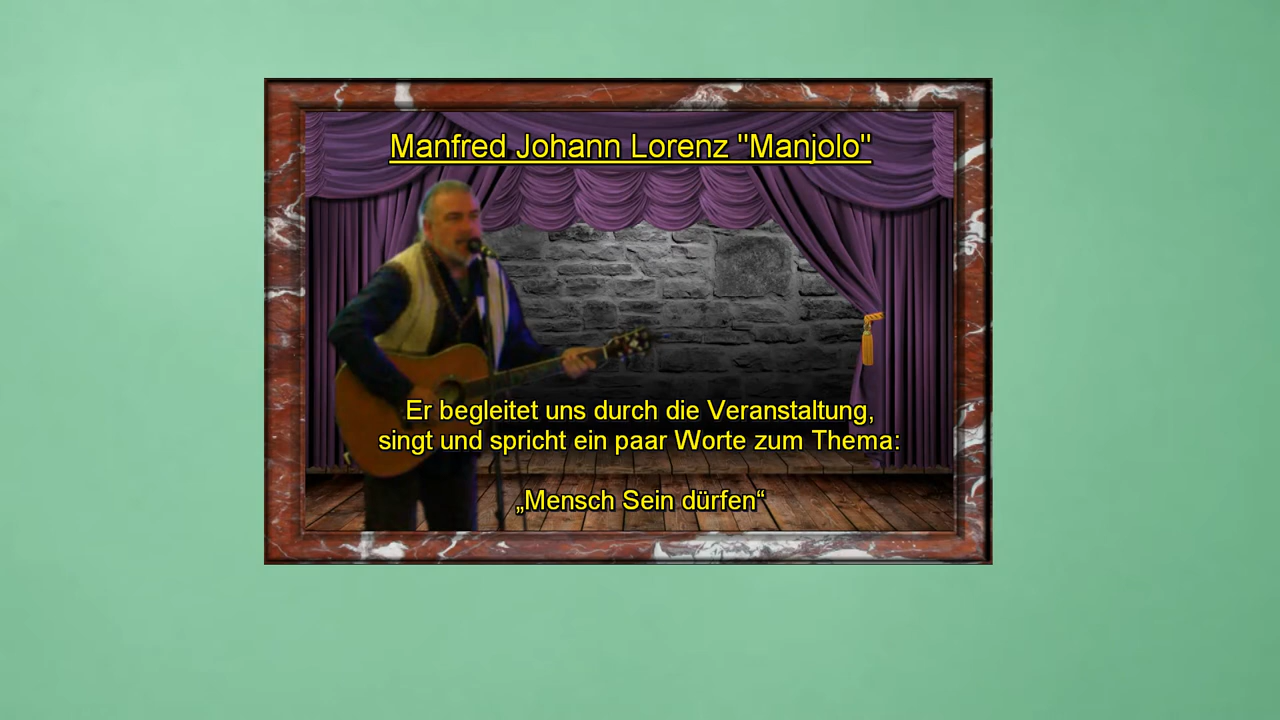 Manfred Johann Lorenz "Manjolo"
Er begleitet uns durch die Veranstaltung,
singt und spricht ein paar Worte zum Thema:
„Mensch Sein dürfen“